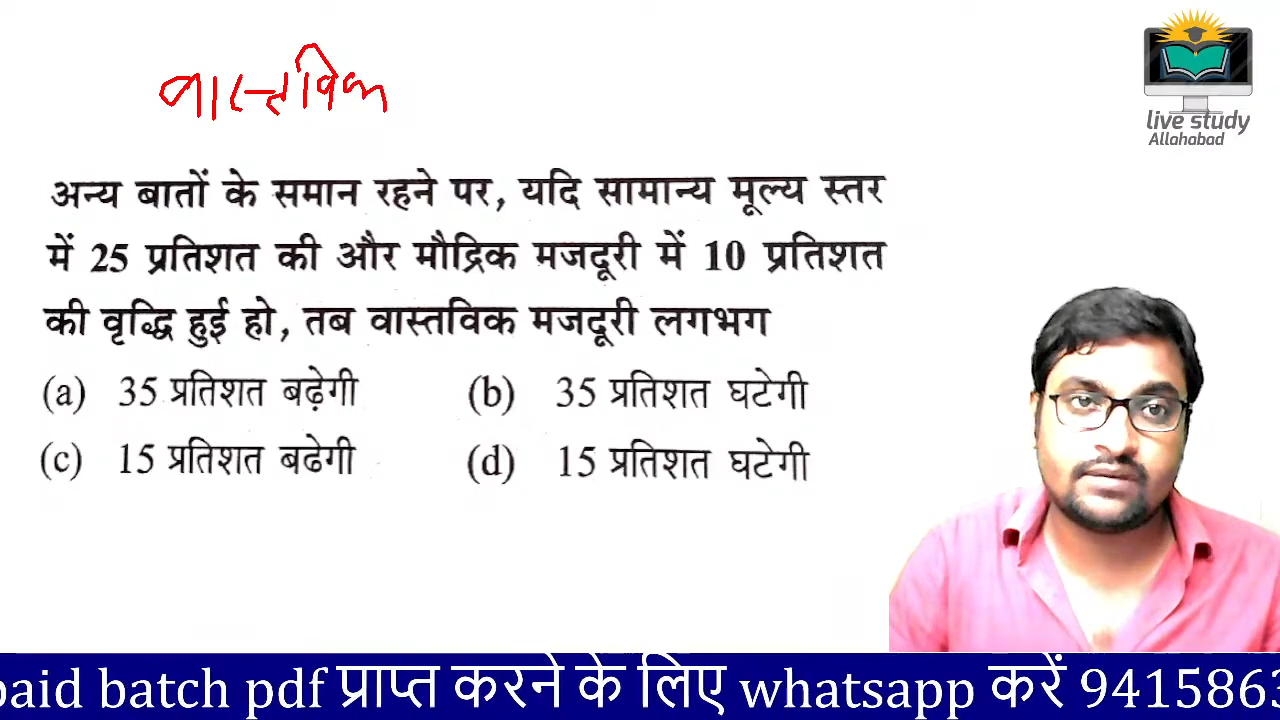 वास्तविक
live study
Allahabad
अन्य बातों के समान रहने पर, यदि सामान्य मूल्य स्तर
में 25 प्रतिशत की और मौद्रिक मजदूरी में 10 प्रतिशत
की वृद्धि हुई हो, तब वास्तविक मजदूरी लगभग
(a) 35 प्रतिशत बढ़ेगी (b) 35 प्रतिशत घटेगी
(c) 15 प्रतिशत बढेगी (d) 15 प्रतिशत घटेगी
paid batch pdf प्राप्त करने के लिए whatsapp करें 9415863